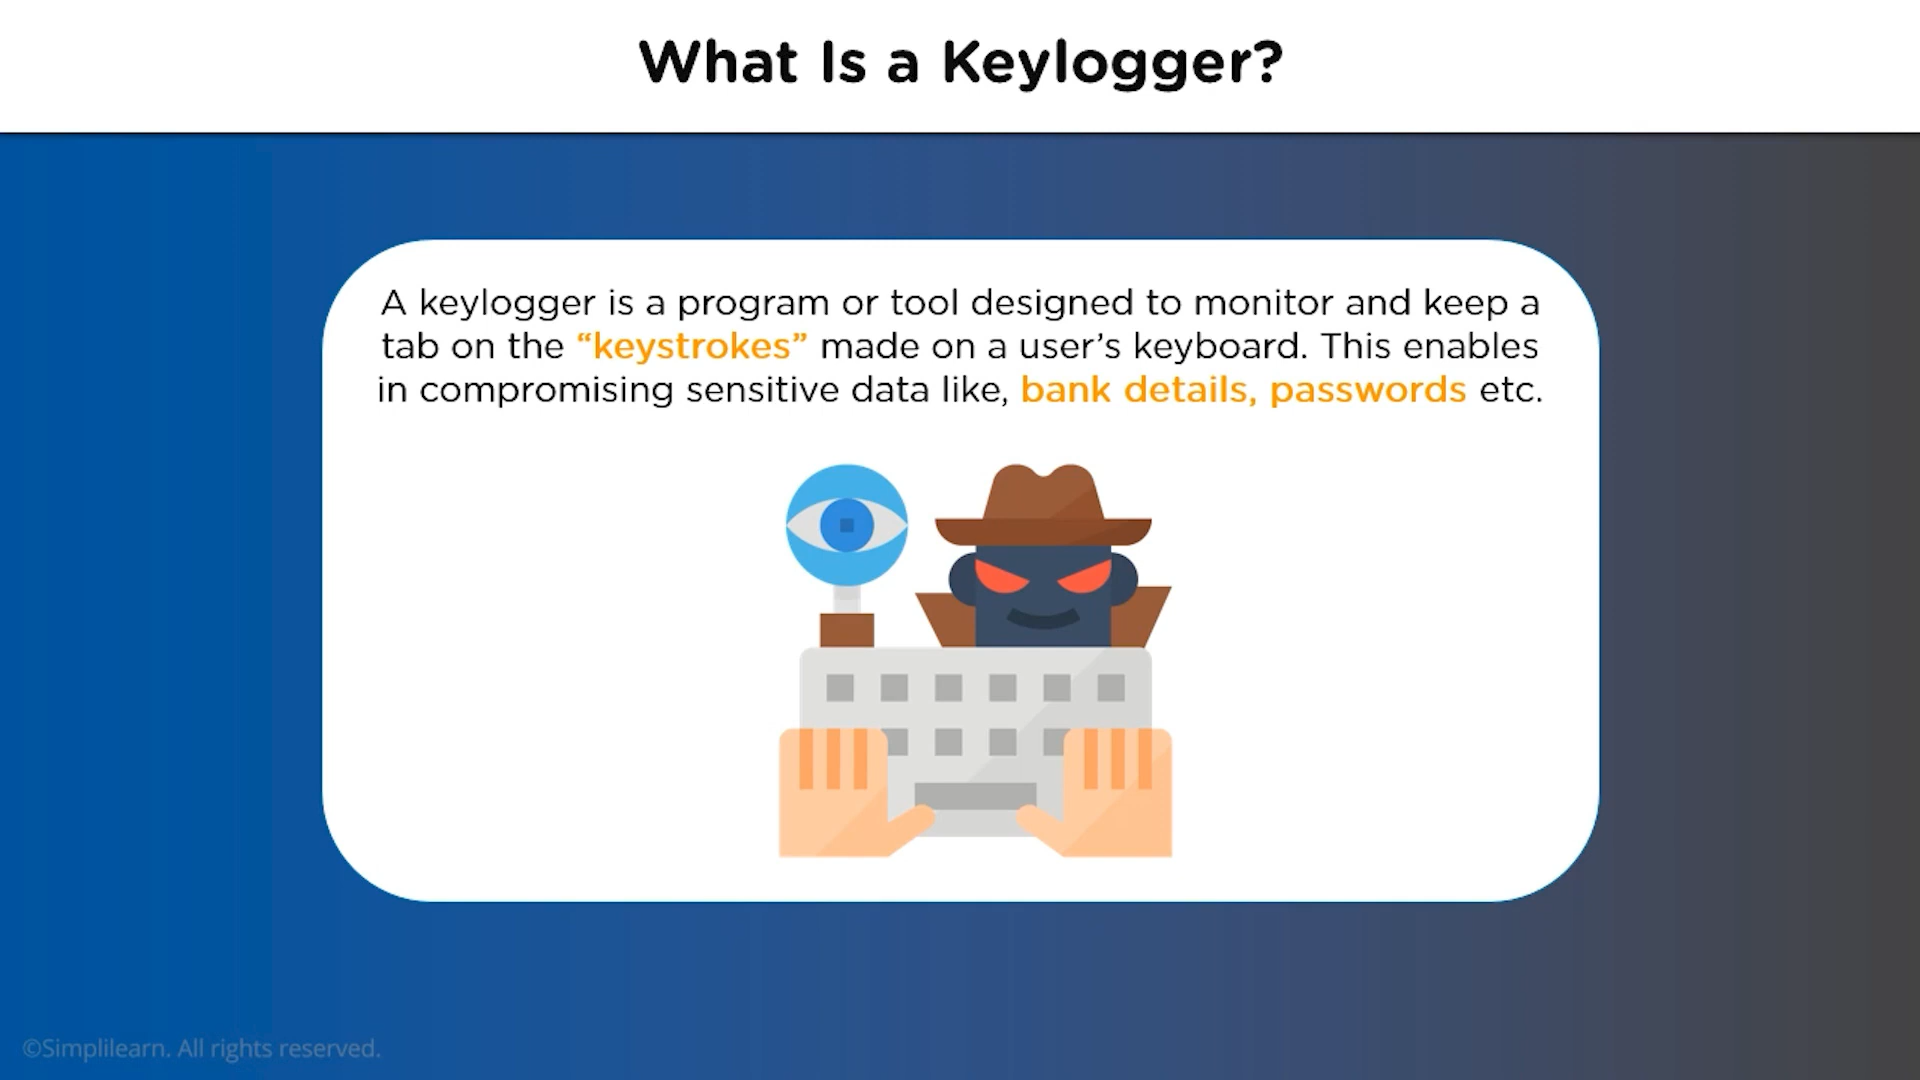 What Is a Keylogger?
A keylogger is a program or tool designed to monitor and keep a
tab on the “keystrokes” made on a user’s keyboard. This enables
in compromising sensitive data like, bank details, passwords etc.
©Simplilearn. All rights reserved.